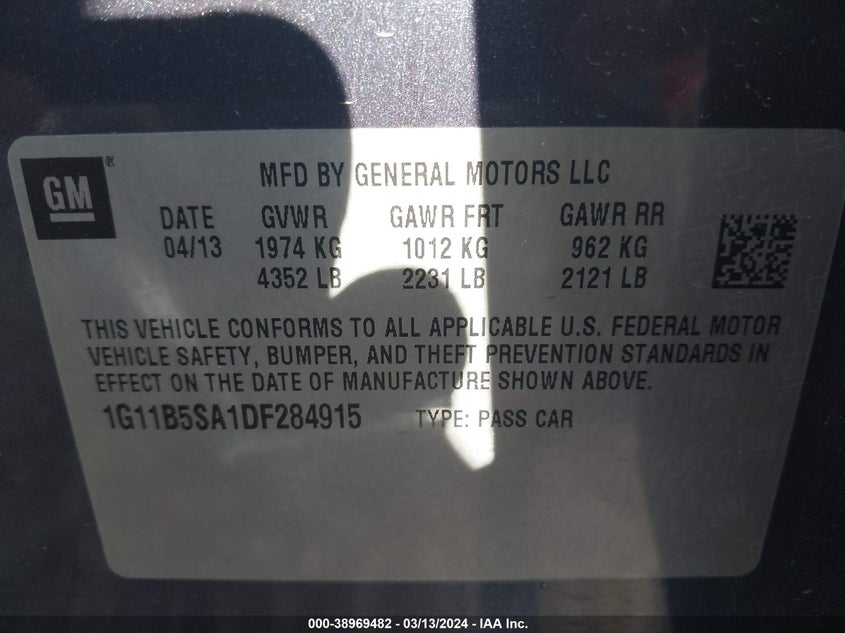 GM®
MFD BY GENERAL MOTORS LLC
DATE GVWR GAWR FRT GAWR RR
04/13 1974 KG 1012 KG 962 KG
4352 LB 2231 LB 2121 LB
THIS VEHICLE CONFORMS TO ALL APPLICABLE U.S. FEDERAL MOTOR
VEHICLE SAFETY, BUMPER, AND THEFT PREVENTION STANDARDS IN
EFFECT ON THE DATE OF MANUFACTURE SHOWN ABOVE.
1G11B5SA1DF284915 TYPE: PASS CAR
000-38969482 - 03/13/2024 - IAA Inc.